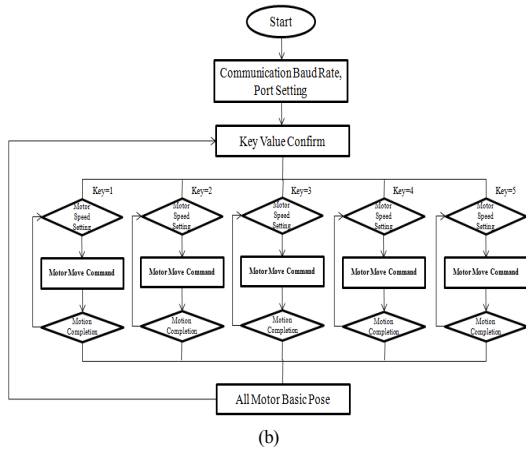 Start
Communication Baud Rate,
Port Setting
Key Value Confirm
Key=1
Key=2
Key=3
Key=4
Key=5
Motor
Speed
Setting
Motor
Speed
Setting
Motor
Speed
Setting
Motor
Speed
Setting
Motor
Speed
Setting
Motor Move Command
Motor Move Command
Motor Move Command
Motor Move Command
Motor Move Command
Motion
Completion
Motion
Completion
Motion
Completion
Motion
Completion
Motion
Completion
All Motor Basic Pose
(b)